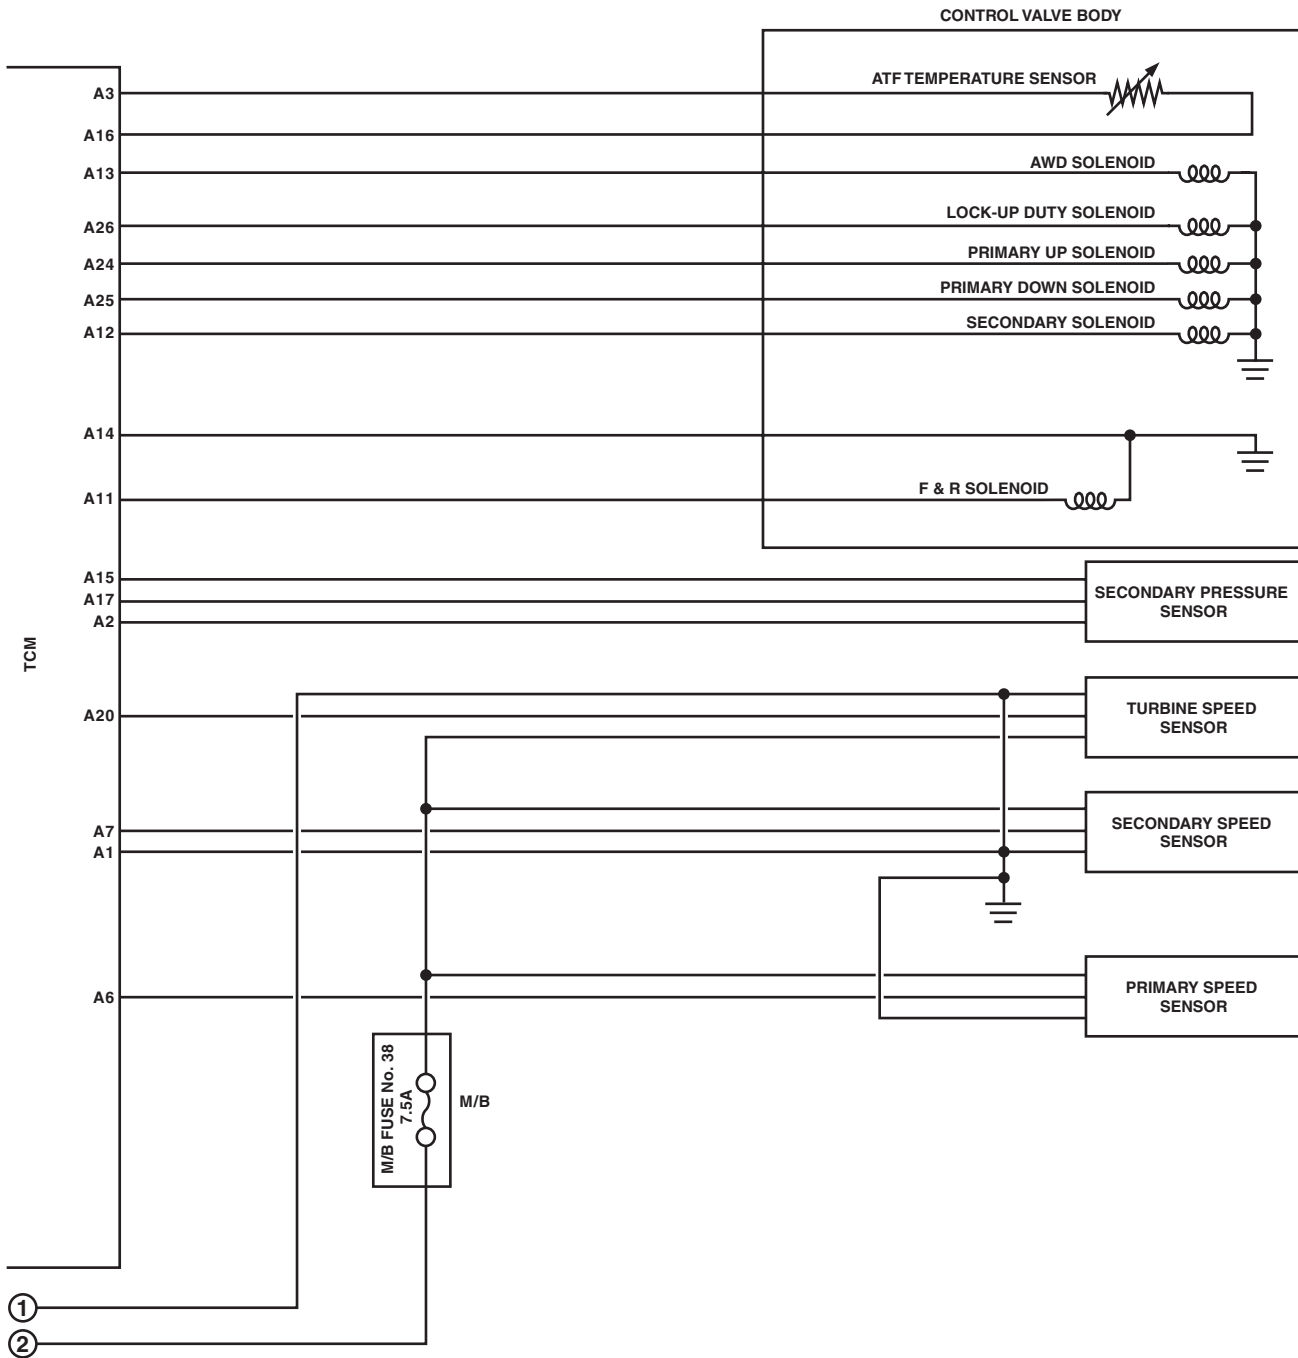 CONTROL VALVE BODY
ATF TEMPERATURE SENSOR
A3
A16
AWD SOLENOID
A13
LOCK-UP DUTY SOLENOID
A26
PRIMARY UP SOLENOID
A24
PRIMARY DOWN SOLENOID
A25
SECONDARY SOLENOID
A12
A14
F & R SOLENOID
A11
A15
A17
A2
SECONDARY PRESSURE
SENSOR
TCM
A20
TURBINE SPEED
SENSOR
A7
A1
SECONDARY SPEED
SENSOR
A6
PRIMARY SPEED
SENSOR
M/B FUSE No. 38
7.5A
M/B
1
2